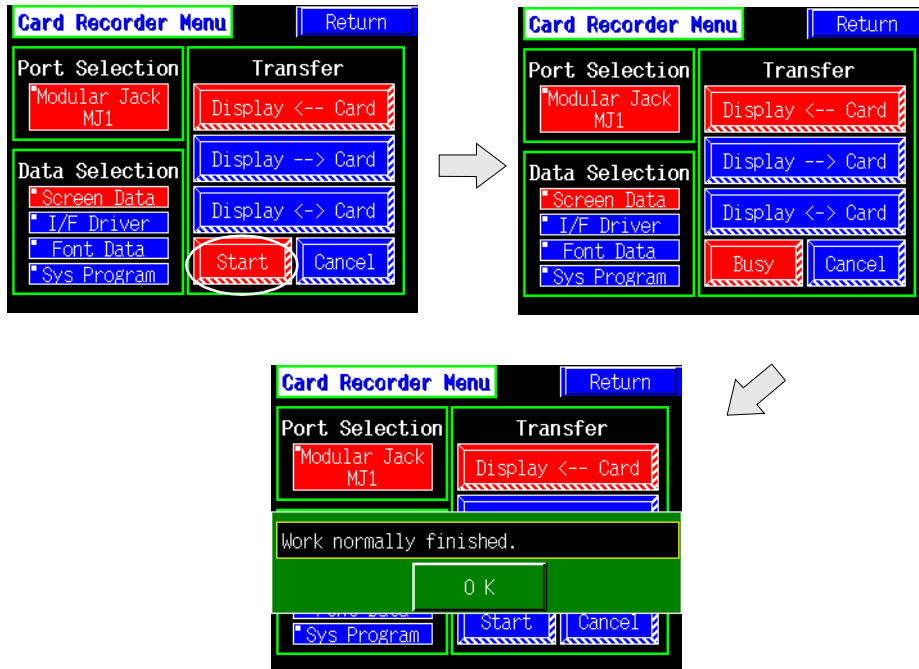 Card Recorder Menu
Return
Port Selection
Modular Jack
MJ1
Data Selection
Screen Data
I/F Driver
Font Data
Sys Program
Transfer
Display <-- Card
Display --> Card
Display <-> Card
Start
Cancel
Card Recorder Menu
Return
Port Selection
Modular Jack
MJ1
Data Selection
Screen Data
I/F Driver
Font Data
Sys Program
Transfer
Display <-- Card
Display --> Card
Display <-> Card
Busy
Cancel
Card Recorder Menu
Return
Port Selection
Modular Jack
MJ1
Transfer
Display <-- Card
Work normally finished.
O K
Font Data
Sys Program
Start
Cancel